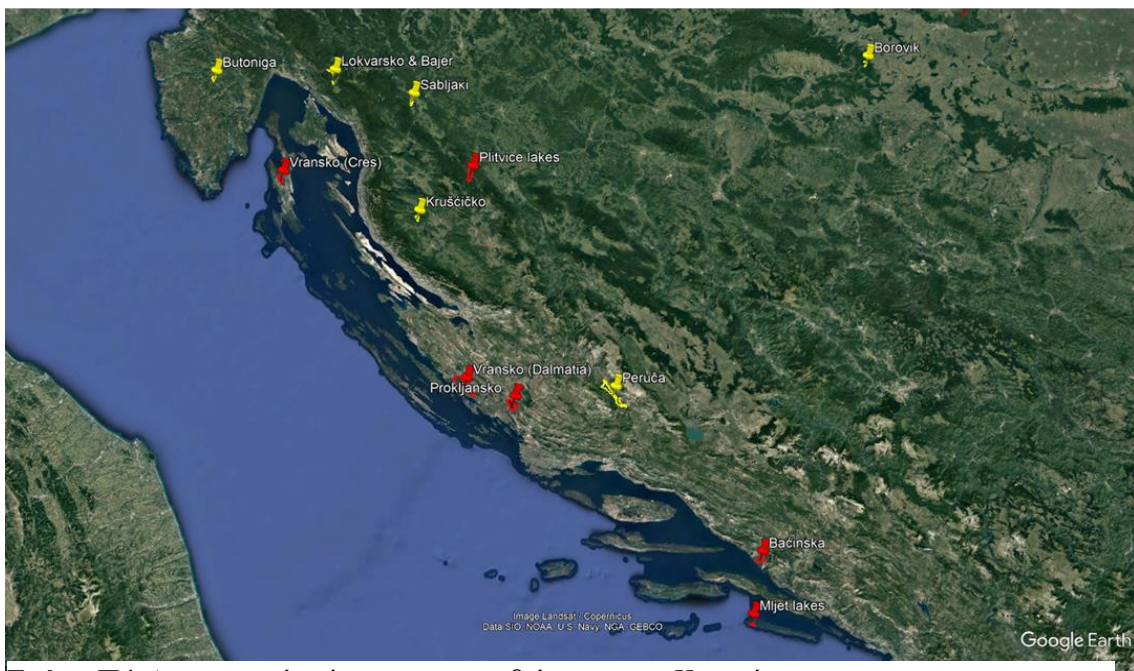 Butoniga
Lokvarsko & Bajer
Borovik
Sabljaki
Vransko (Cres)
Plitvice lakes
Krušćičko
Vransko (Dalmatia)
Prokljansko
Peruča
Baćinska
Mljet lakes
Image Landsat / Copernicus
Data SIO, NOAA, U.S. Navy, NGA, GEBCO
Google Earth